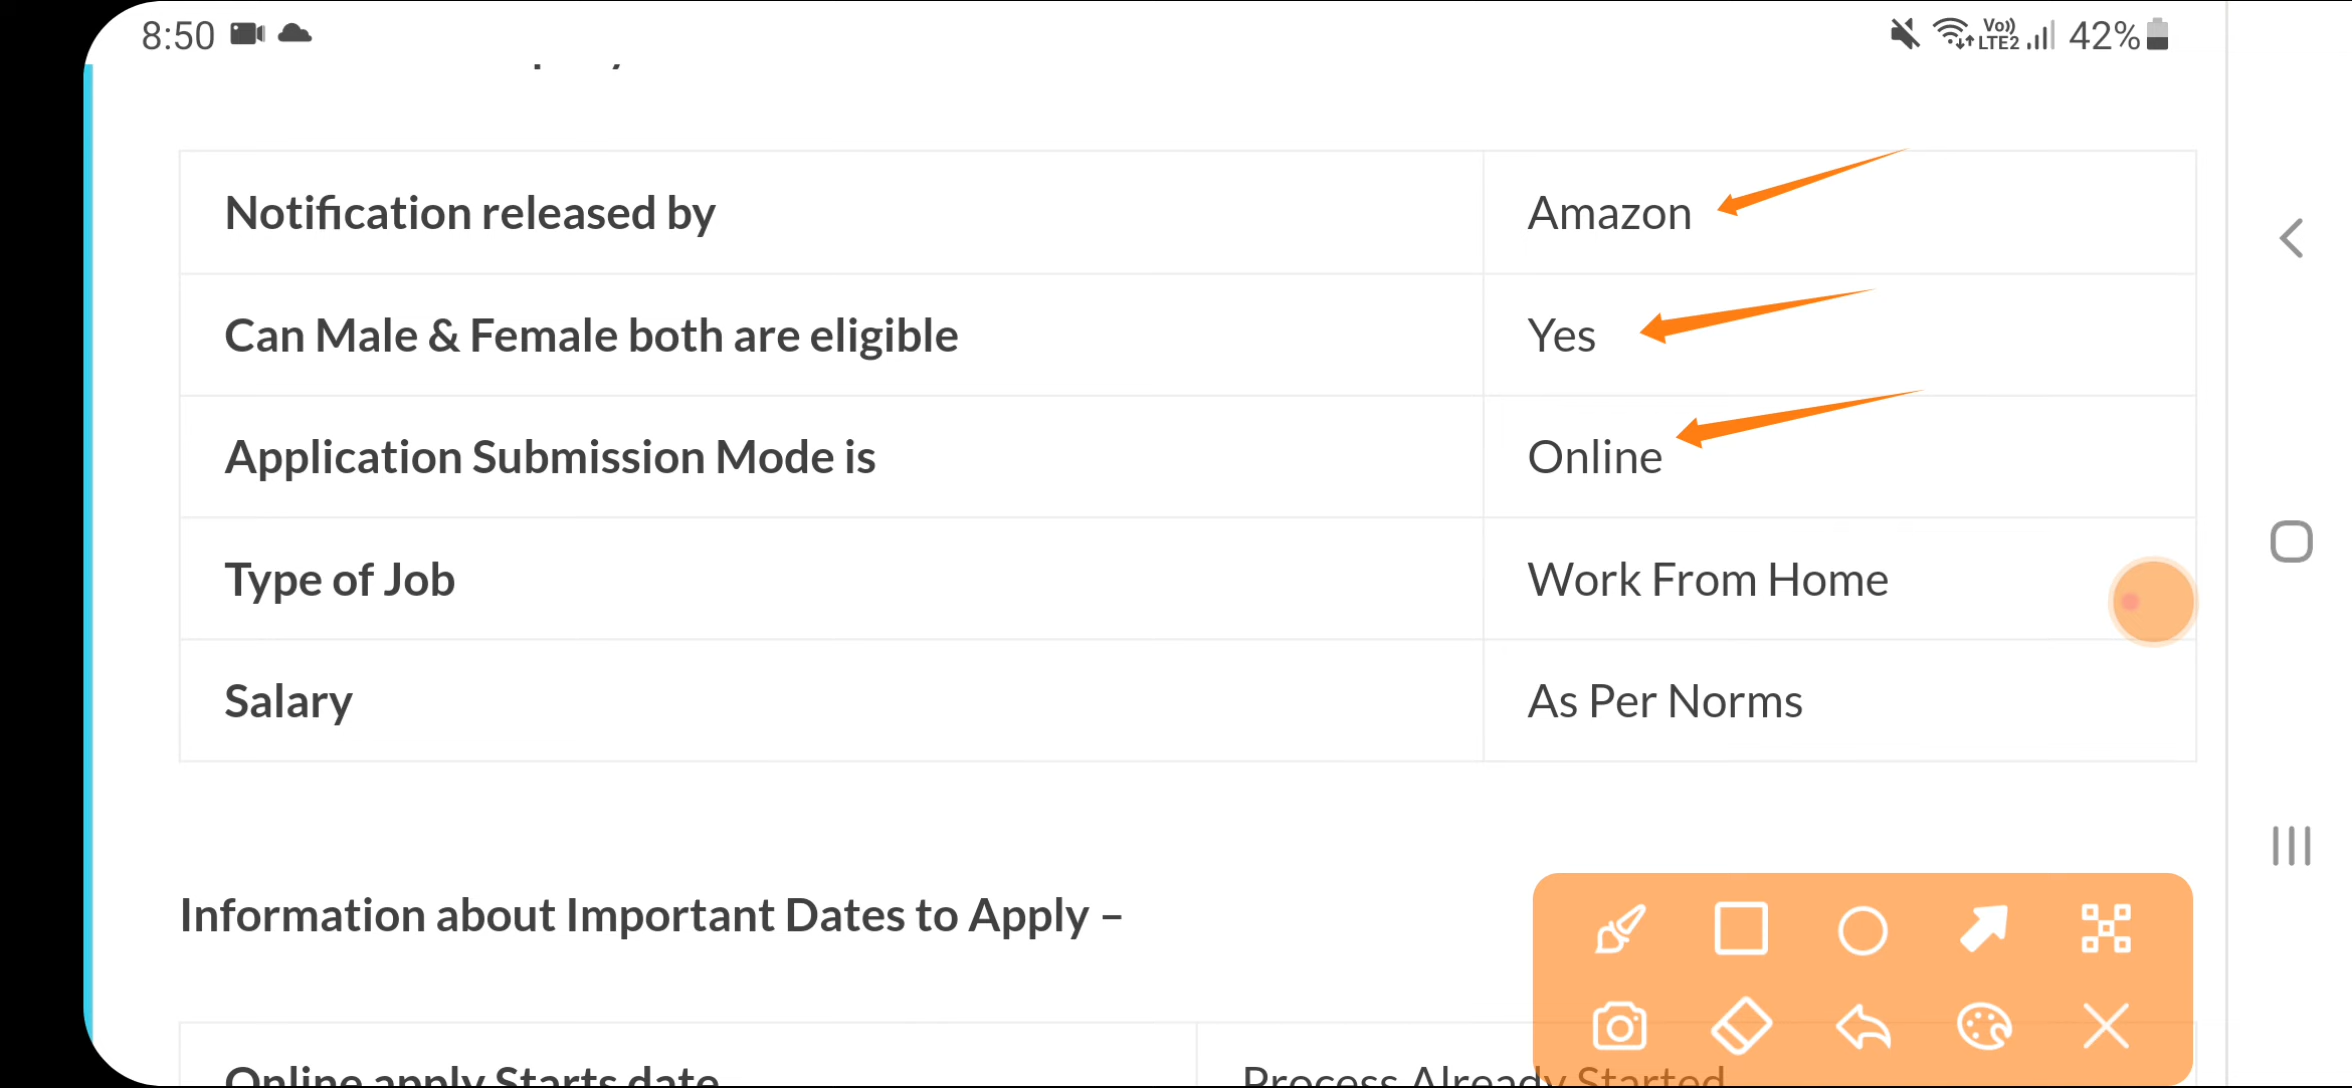 8:50 Vo)) LTE2 42%
Notification released by Amazon
Can Male & Female both are eligible Yes
Application Submission Mode is Online
Type of Job Work From Home
Salary As Per Norms
Information about Important Dates to Apply –
Online apply Starts date Process Already Started